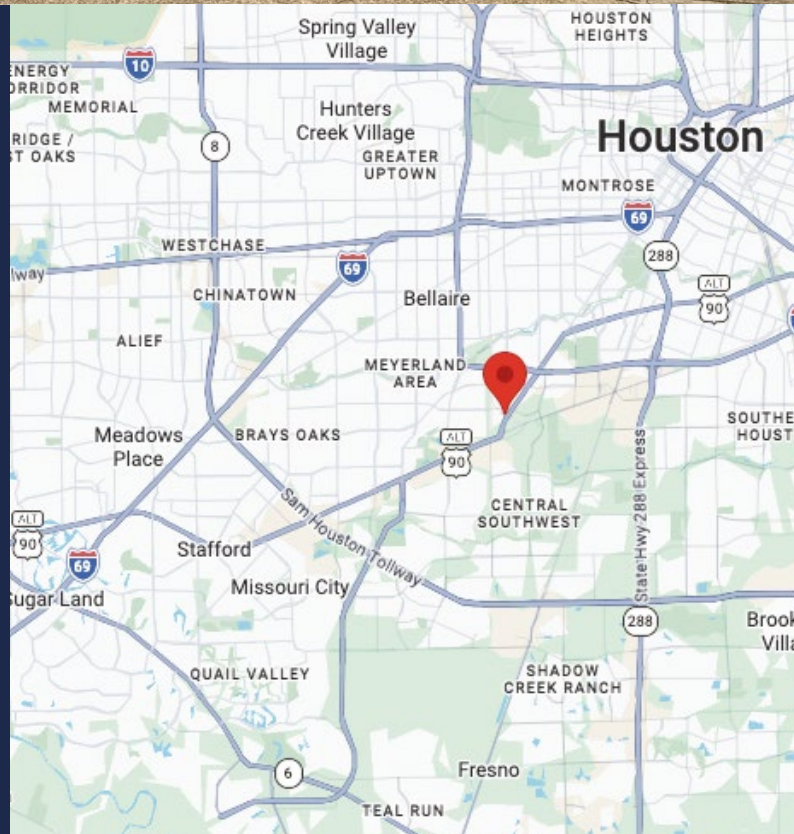 Spring Valley
Village
HOUSTON
HEIGHTS
10
ENERGY
ORRIDOR
MEMORIAL
Hunters
Creek Village
8
RIDGE /
ST OAKS
GREATER
UPTOWN
Houston
MONTROSE
69
WESTCHASE
288
69
lway
CHINATOWN
Bellaire
ALT
90
ALIEF
MEYERLAND
AREA
SOUTHE
HOUST
Meadows
Place
BRAYS OAKS
ALT
90
State Hwy 288 Express
Sam Houston Tollway
CENTRAL
SOUTHWEST
ALT
90
Stafford
69
Missouri City
Sugar Land
288
Brook
Villa
QUAIL VALLEY
SHADOW
CREEK RANCH
6
Fresno
TEAL RUN